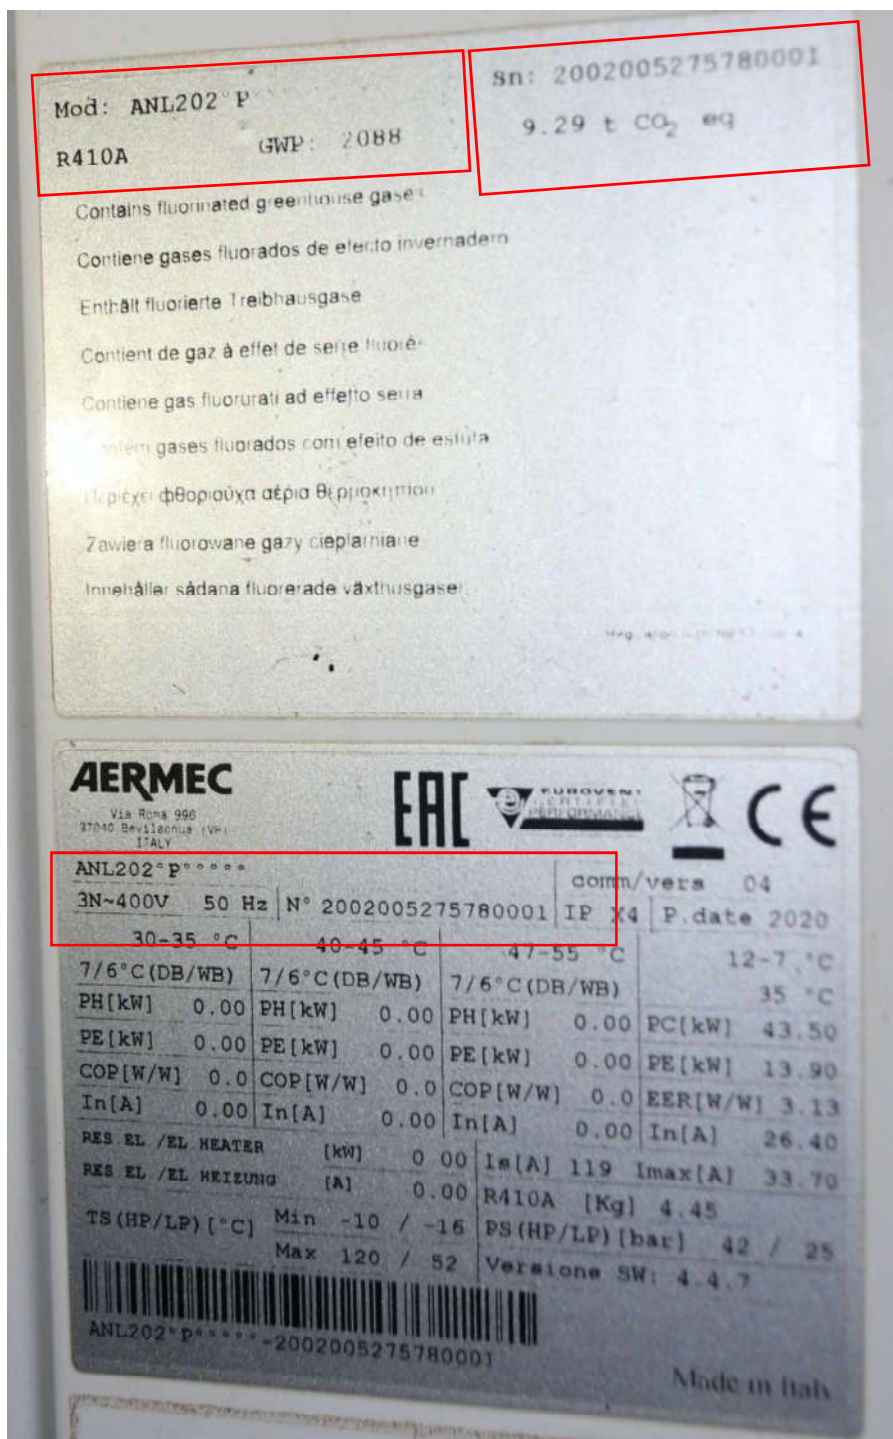 Mod: ANL202°P
Sn: 2002005275780001
R410A GWP: 2088
9.29 t CO₂ eq
Contains fluorinated greenhouse gases
Contiene gases fluorados de efecto invernadero
Enthält fluorierte Treibhausgase
Contient de gaz à effet de serre fluorés
Contiene gas fluorurati ad effetto serra
gases fluorados com efeito de estufa
Περιέχει φθοριούχα αέρια θερμοκηπίου
Zawiera fluorowane gazy cieplarniane
Innehåller sådana fluorerade växthusgaser
AERMEC
Via Roma 996
37040 Bevilacqua (VR)
ITALY
EAC
EUROVENT
CERTIFIED
PERFORMANCE
CE
ANL202°P°°°°° comm/vers 04
3N~400V 50 Hz N° 2002005275780001 IP X4 P.date 2020
30-35 °C 40-45 °C 47-55 °C 12-7 °C
7/6°C(DB/WB) 7/6°C(DB/WB) 7/6°C(DB/WB) 35 °C
PH[kW] 0.00 PH[kW] 0.00 PH[kW] 0.00 PC[kW] 43.50
PE[kW] 0.00 PE[kW] 0.00 PE[kW] 0.00 PE[kW] 13.90
COP[W/W] 0.0 COP[W/W] 0.0 COP[W/W] 0.0 EER[W/W] 3.13
In[A] 0.00 In[A] 0.00 In[A] 0.00 In[A] 26.40
RES.EL./EL.HEATER [kW] 0.00 Is[A] 119 Imax[A] 33.70
RES.EL./EL.HEIZUNG [A] 0.00 R410A [Kg] 4.45
TS(HP/LP)[°C] Min -10 / -16 PS(HP/LP)[bar] 42 / 25
Max 120 / 52 Versione SW: 4.4.7
ANL202°P°°°°°-2002005275780001
Made in Italy